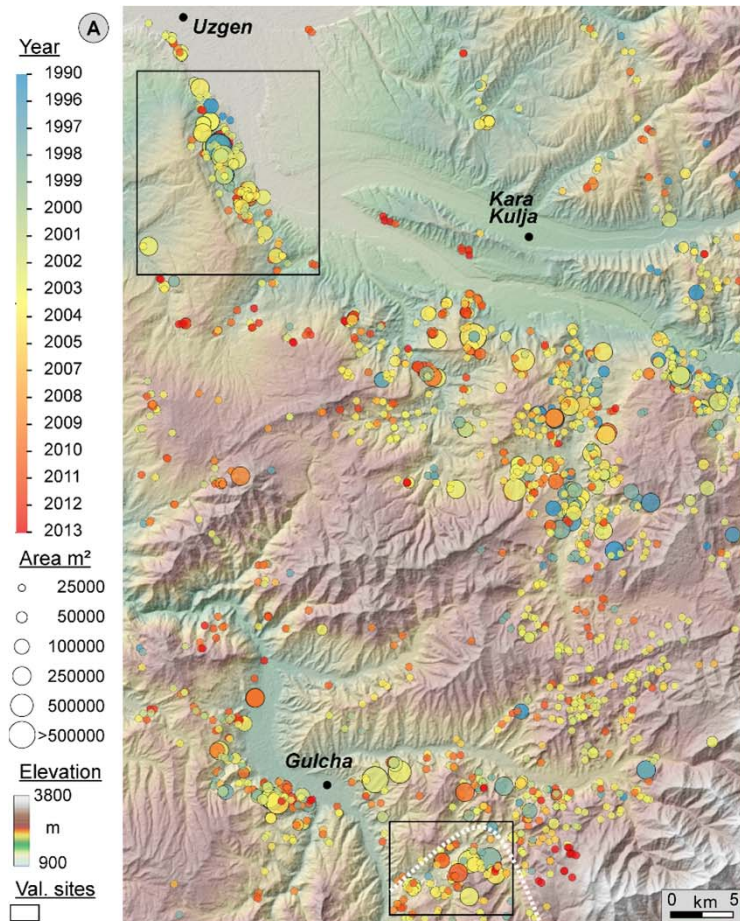 Year
1990
1996
1997
1998
1999
2000
2001
2002
2003
2004
2005
2006
2007
2008
2009
2010
2011
2012
2013
Area m²
25000
50000
100000
250000
500000
>500000
Elevation
3800
m
900
Val. sites
A
Uzgen
Kara
Kulja
Gulcha
0 km 5